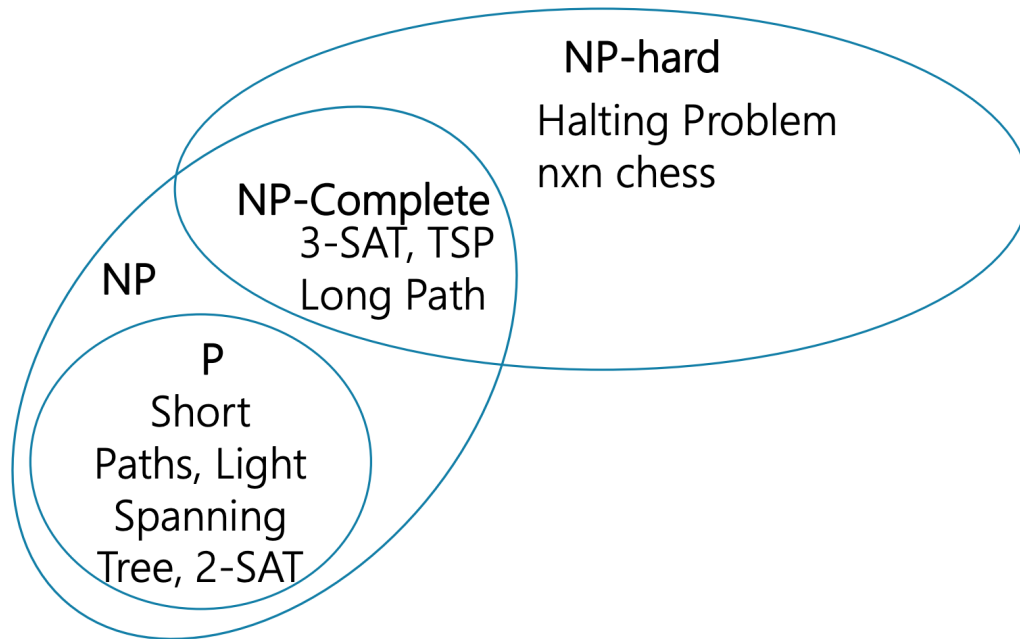 NP-hard
Halting Problem
nxn chess
NP-Complete
3-SAT, TSP
Long Path
NP
P
Short
Paths, Light
Spanning
Tree, 2-SAT